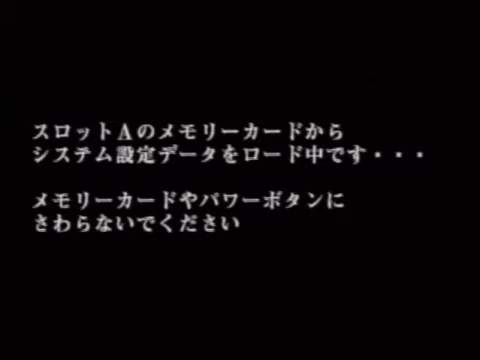 スロットAのメモリーカードから
システム設定データをロード中です・・・
メモリーカードやパワーボタンに
さわらないでください